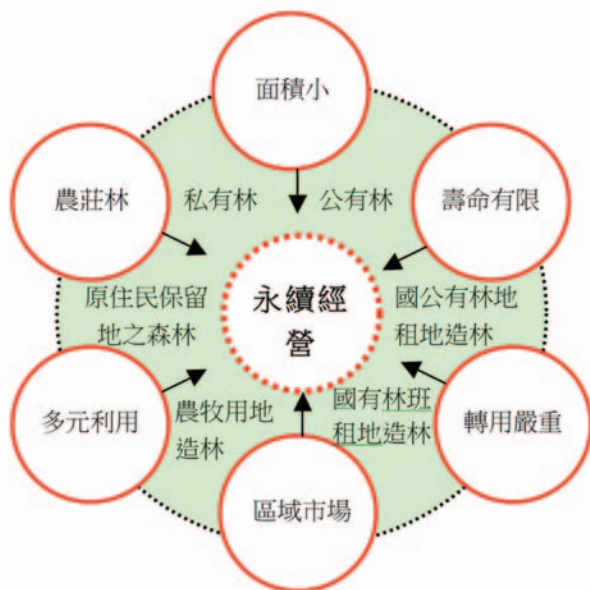 面積小
農莊林
私有林
公有林
壽命有限
原住民保留
地之森林
永續經
營
國公有林地
租地造林
多元利用
農牧用地
造林
國有林班
租地造林
轉用嚴重
區域市場